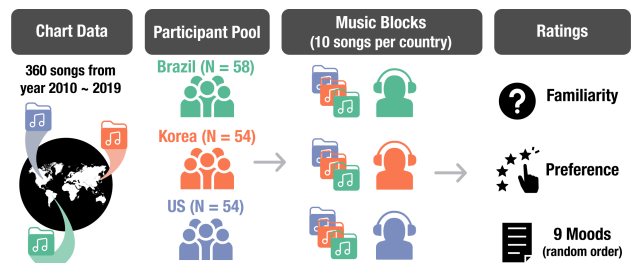 Chart Data
Participant Pool
Music Blocks
(10 songs per country)
Ratings
360 songs from
year 2010 ~ 2019
Brazil (N = 58)
Korea (N = 54)
US (N = 54)
?
Familiarity
Preference
9 Moods
(random order)